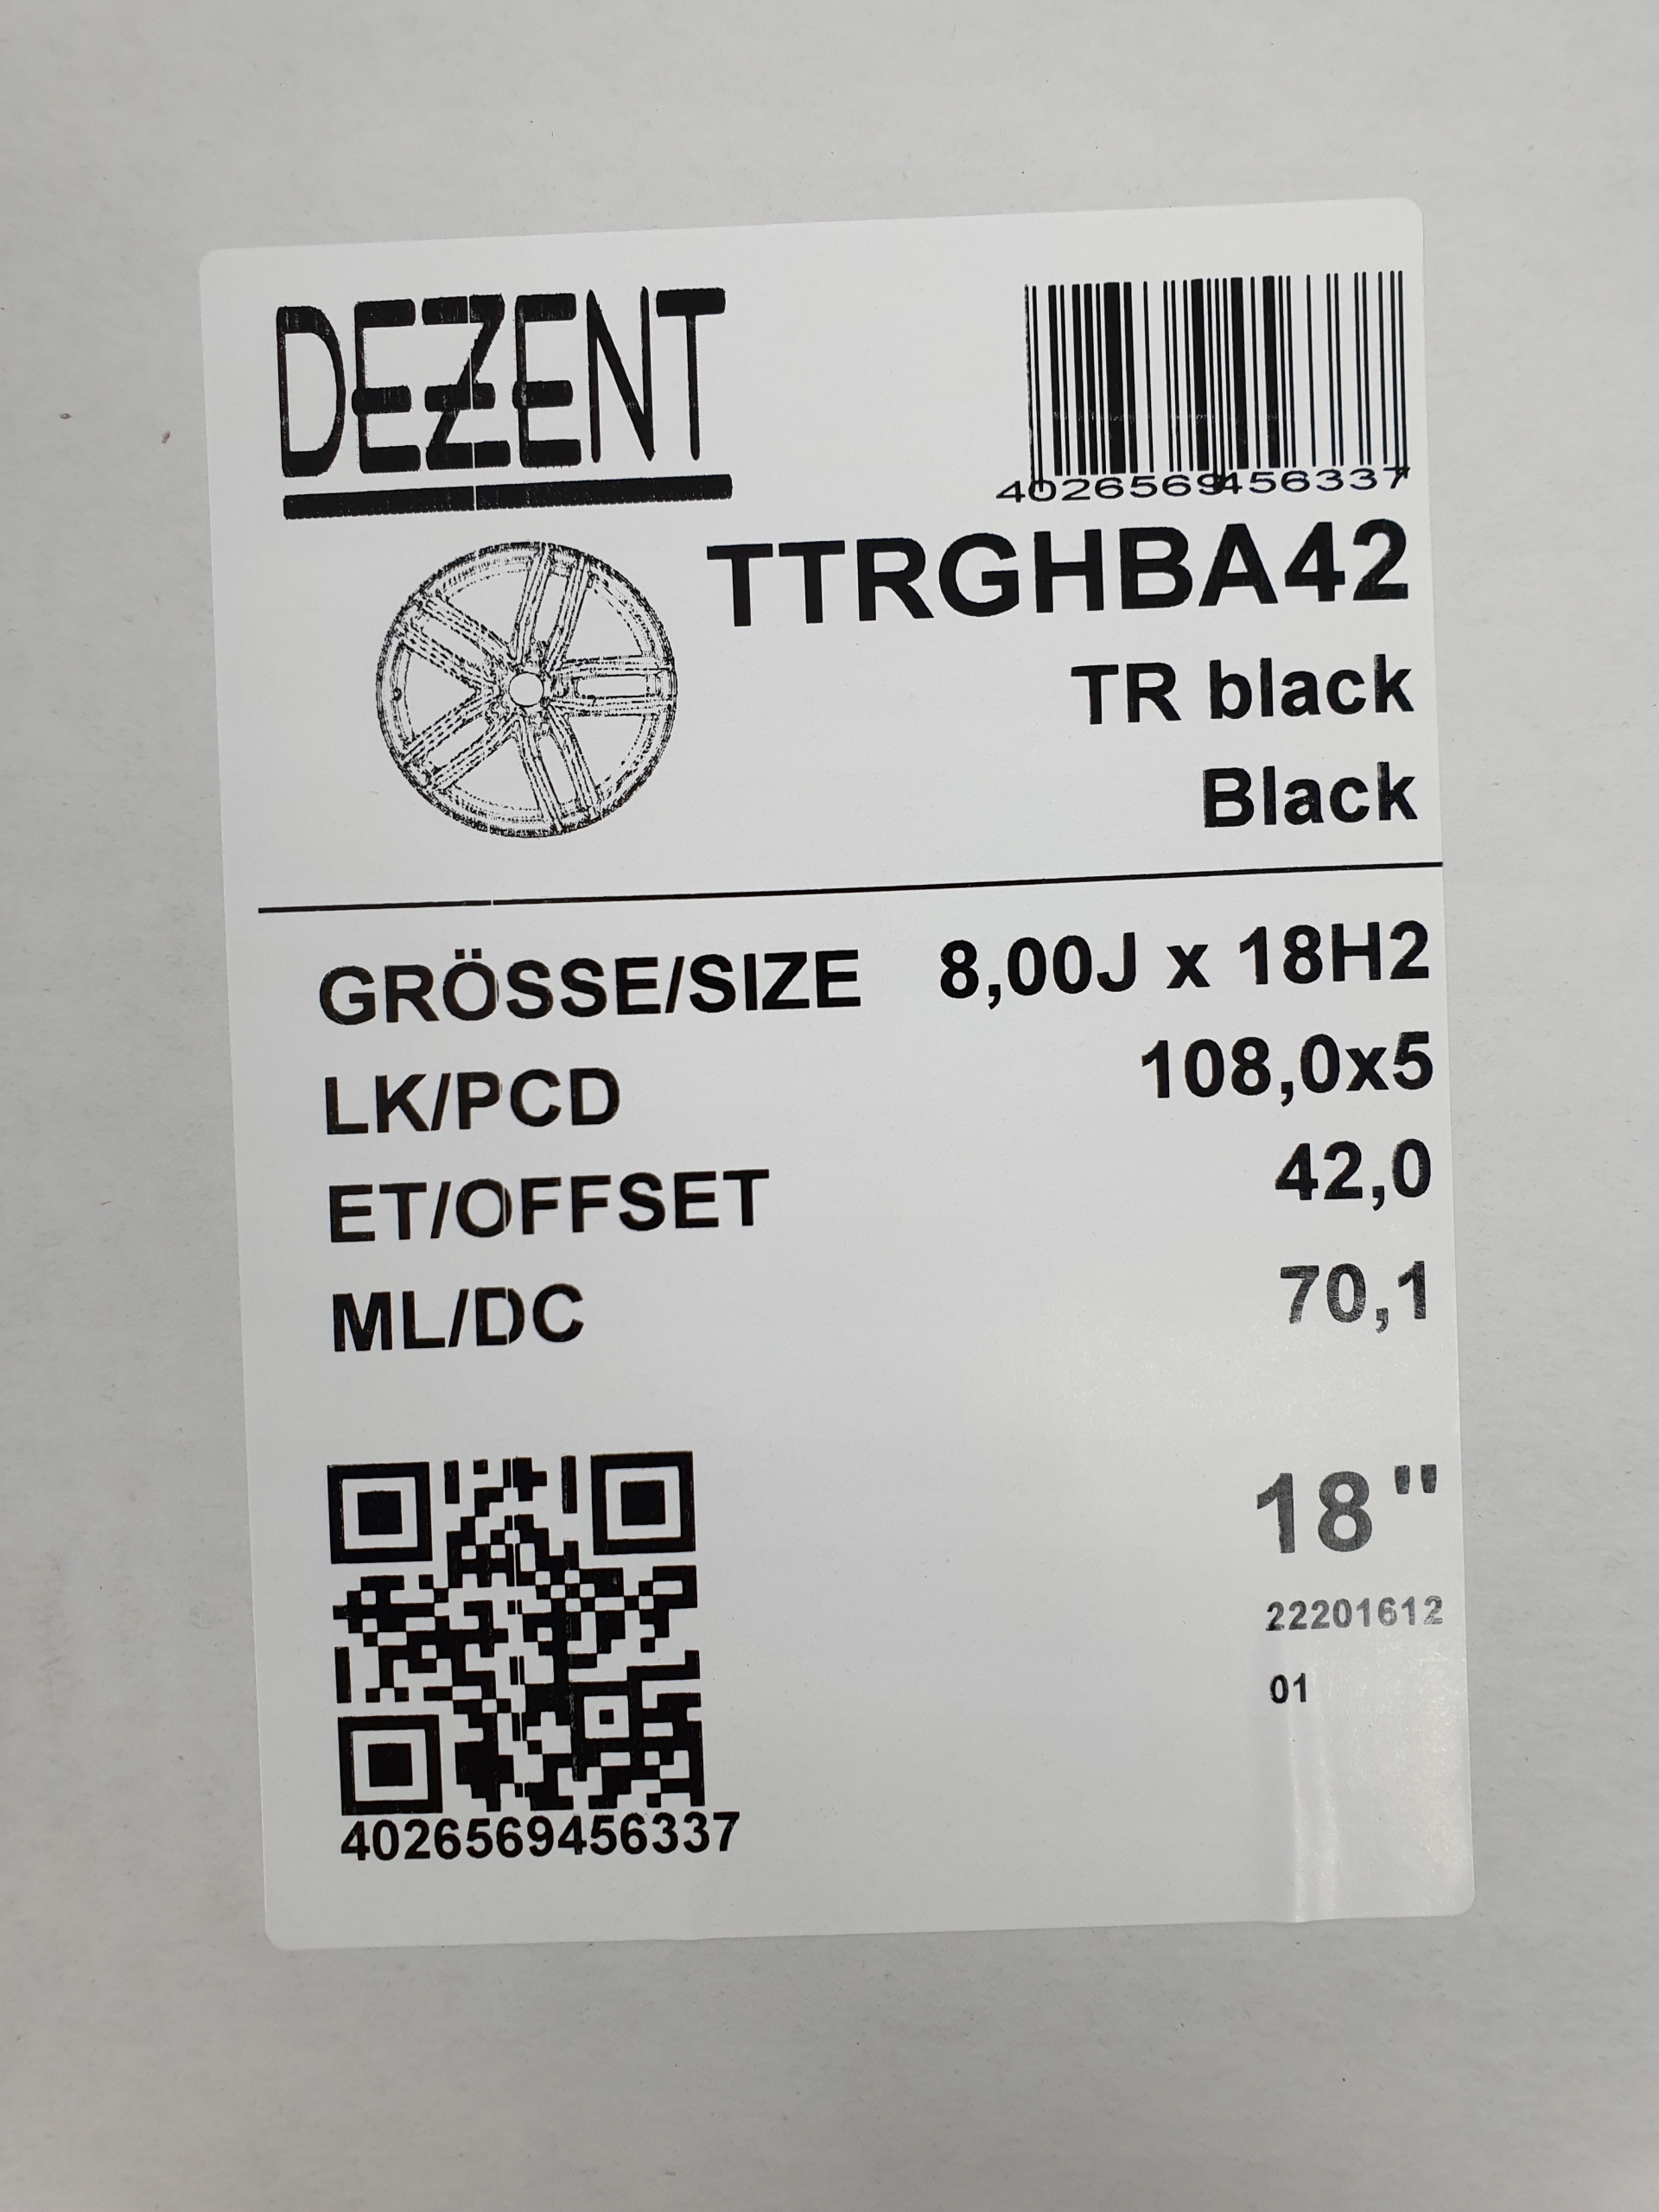 DEZENT
4026569456337
TTRGHBA42
TR black
Black
GRÖSSE/SIZE 8,00J x 18H2
LK/PCD 108,0x5
ET/OFFSET 42,0
ML/DC 70,1
18"
22201612
01
4026569456337